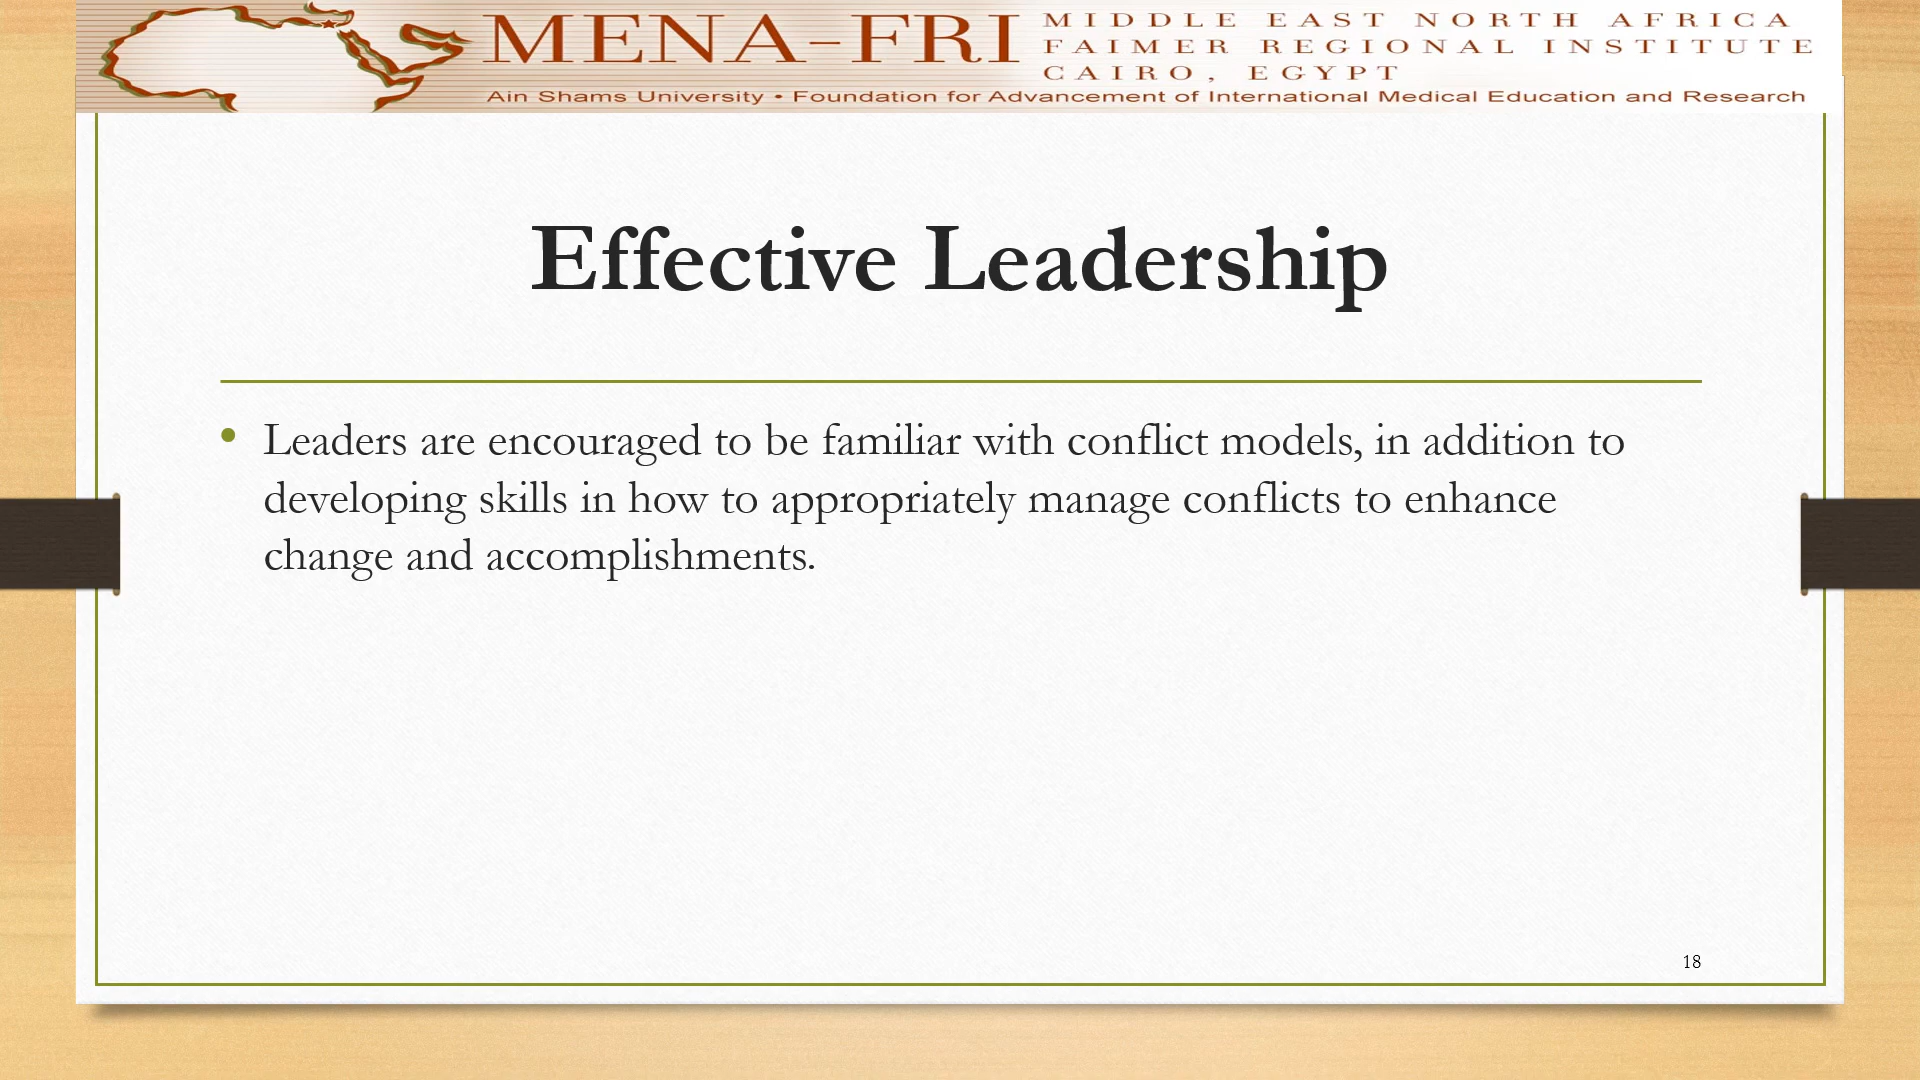 MENA-FRI
MIDDLE EAST NORTH AFRICA
FAIMER REGIONAL INSTITUTE
CAIRO, EGYPT
Ain Shams University • Foundation for Advancement of International Medical Education and Research
Effective Leadership
• Leaders are encouraged to be familiar with conflict models, in addition to
developing skills in how to appropriately manage conflicts to enhance
change and accomplishments.
18